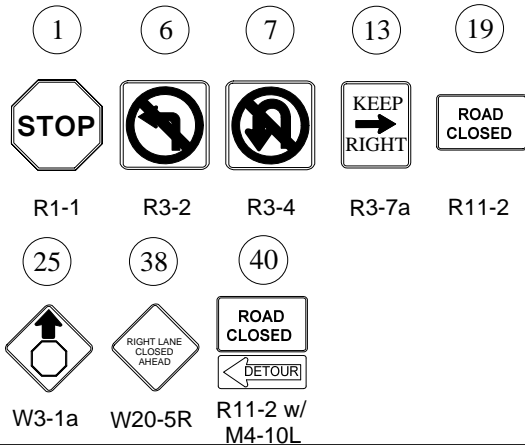 1 6 7 13 19
STOP
KEEP
RIGHT
ROAD
CLOSED
R1-1 R3-2 R3-4 R3-7a R11-2
25 38 40
RIGHT LANE
CLOSED
AHEAD
ROAD
CLOSED
DETOUR
W3-1a W20-5R R11-2 w/
M4-10L